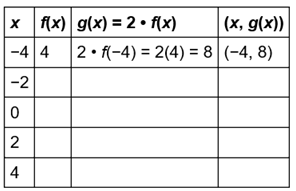 x f(x) g(x) = 2 • f(x) (x, g(x))
−4 4 2 • f(−4) = 2(4) = 8 (−4, 8)
−2
0
2
4